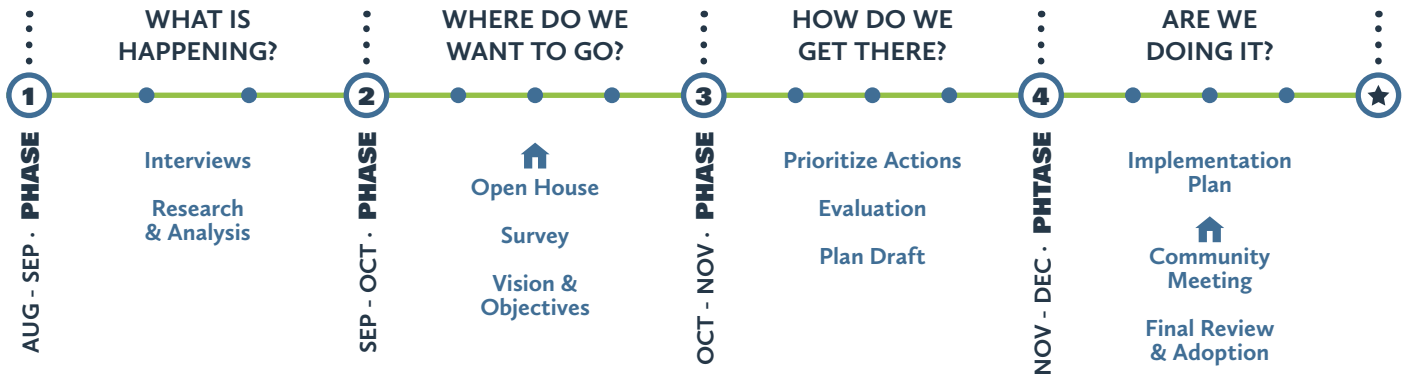 WHAT IS
HAPPENING?
1
AUG - SEP · PHASE
Interviews
Research
& Analysis
WHERE DO WE
WANT TO GO?
2
SEP - OCT · PHASE
Open House
Survey
Vision &
Objectives
HOW DO WE
GET THERE?
3
OCT - NOV · PHASE
Prioritize Actions
Evaluation
Plan Draft
ARE WE
DOING IT?
4
NOV - DEC · PHTASE
Implementation
Plan
Community
Meeting
Final Review
& Adoption